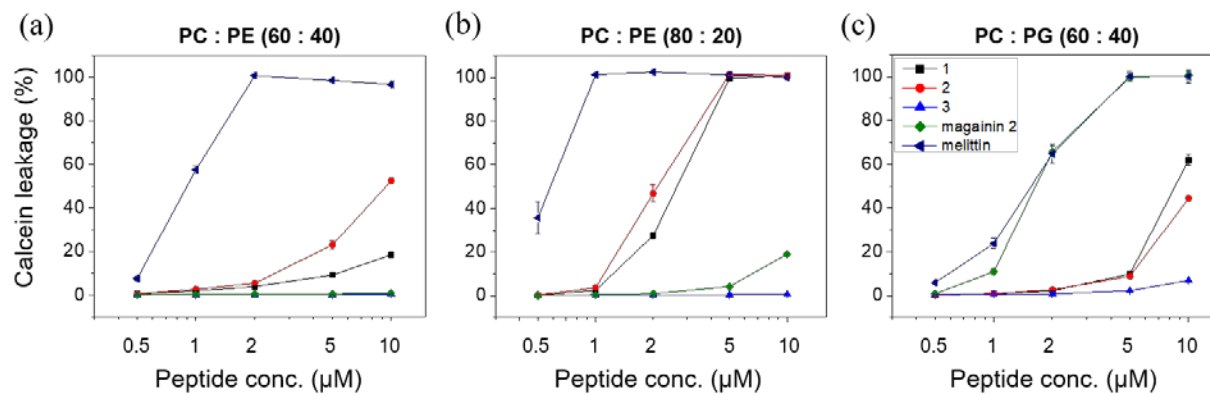 (a)
PC : PE (60 : 40)
Calcein leakage (%)
100
80
60
40
20
0
0.5 1 2 5 10
Peptide conc. (µM)
(b)
PC : PE (80 : 20)
100
80
60
40
20
0
0.5 1 2 5 10
Peptide conc. (µM)
(c)
PC : PG (60 : 40)
1
2
3
magainin 2
melittin
100
80
60
40
20
0
0.5 1 2 5 10
Peptide conc. (µM)